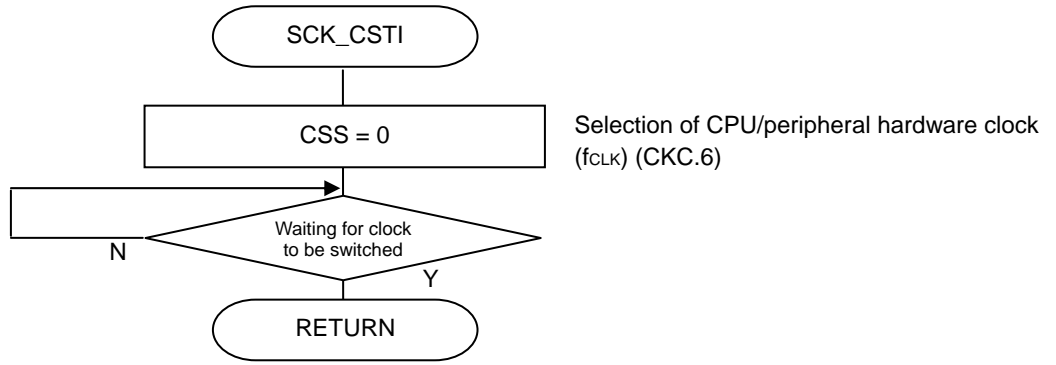 SCK_CSTI
CSS = 0
Selection of CPU/peripheral hardware clock
(fCLK) (CKC.6)
Waiting for clock
to be switched
N
Y
RETURN